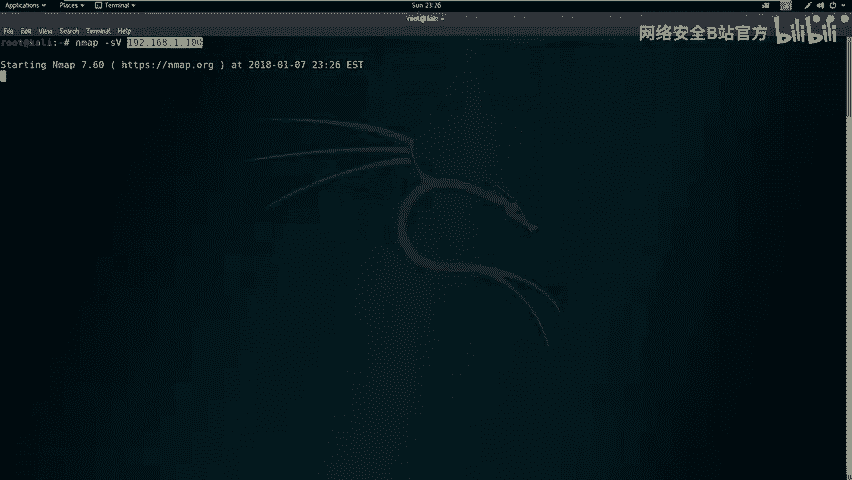 Applications Places Terminal Sun 23:26
root@kali: ~
File Edit View Search Terminal Help
网络安全B站官方 bilibili
root@kali:~# nmap -sV 192.168.1.100
Starting Nmap 7.60 ( https://nmap.org ) at 2018-01-07 23:26 EST